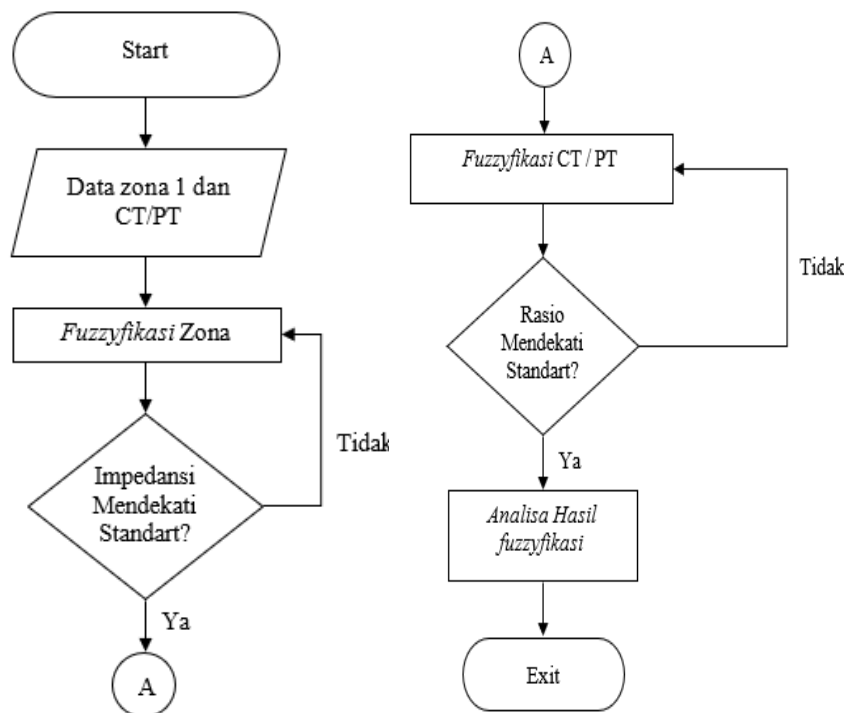 Start
Data zona 1 dan
CT/PT
Fuzzyfikasi Zona
Impedansi
Mendekati
Standart?
Tidak
Ya
A
A
Fuzzyfikasi CT / PT
Rasio
Mendekati
Standart?
Tidak
Ya
Analisa Hasil
fuzzyfikasi
Exit